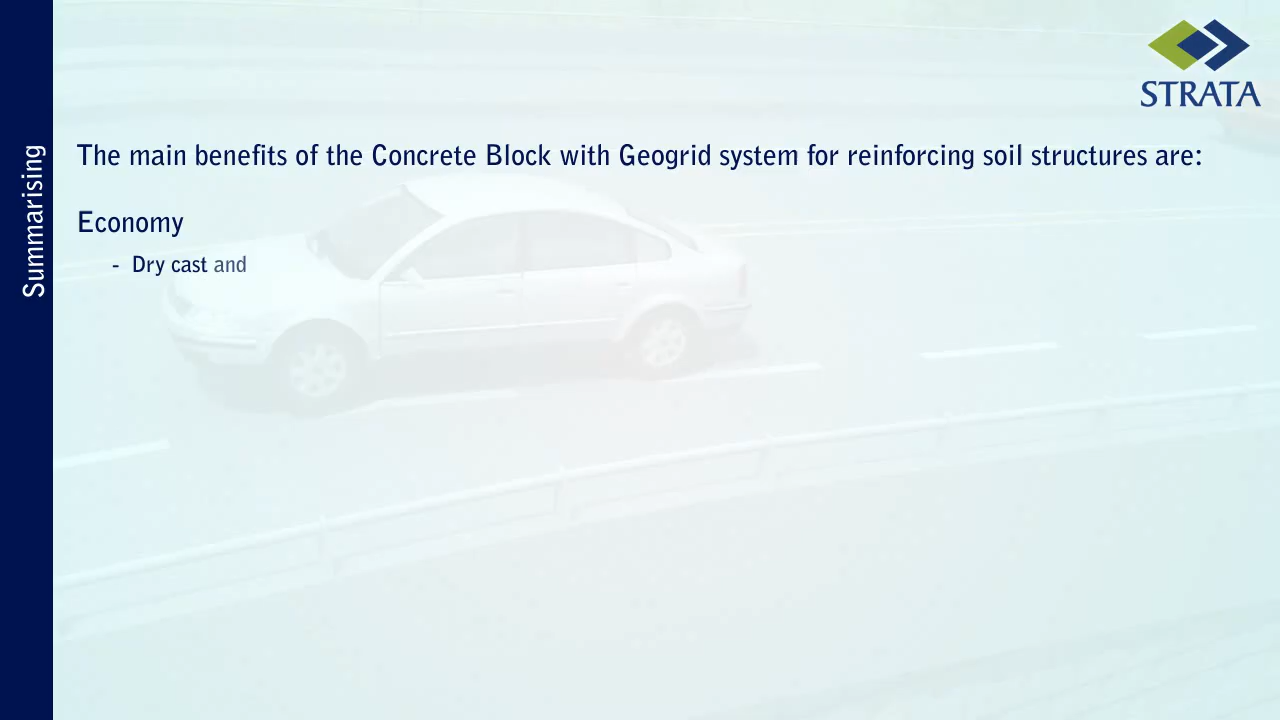 STRATA
Summarising
The main benefits of the Concrete Block with Geogrid system for reinforcing soil structures are:
Economy
- Dry cast and